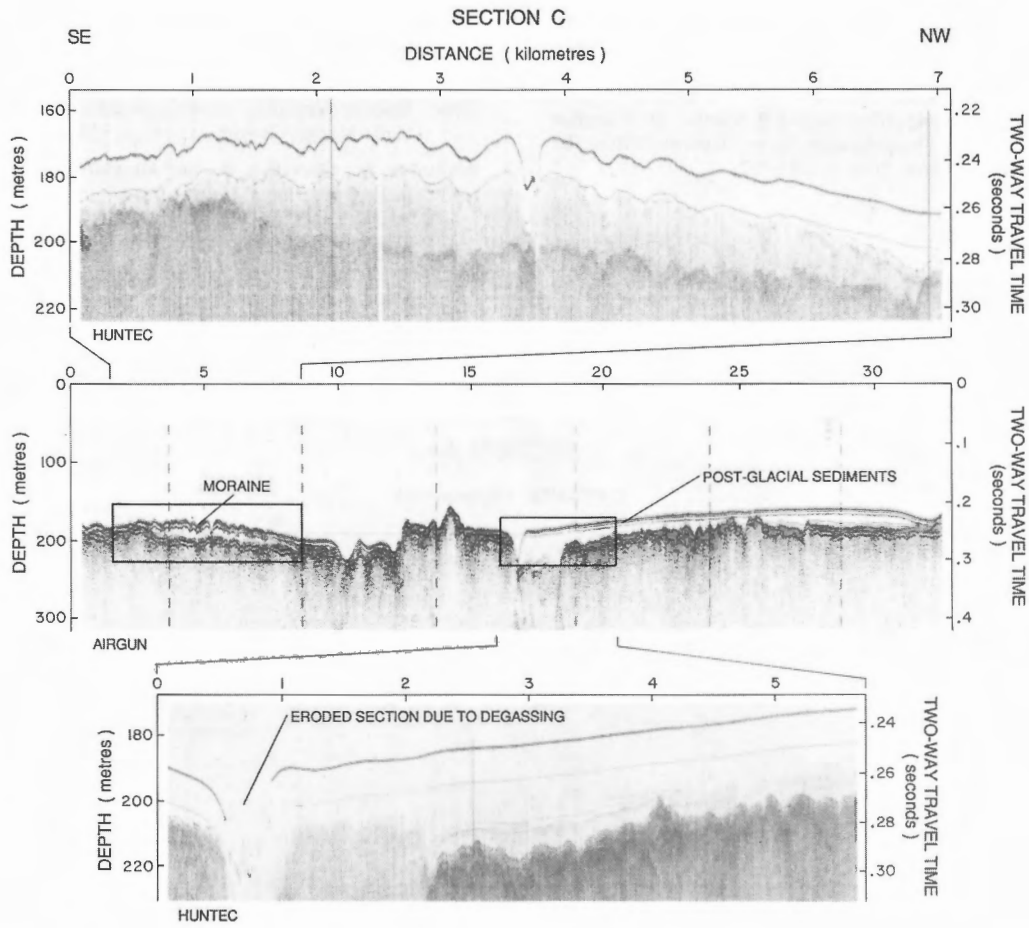 SECTION C
SE
NW
DISTANCE ( kilometres )
0 1 2 3 4 5 6 7
160
180
200
220
DEPTH ( metres )
.22
.24
.26
.28
.30
TWO-WAY TRAVEL TIME
(seconds)
HUNTEC
0 5 10 15 20 25 30
0
100
200
300
DEPTH ( metres )
0
.1
.2
.3
.4
TWO-WAY TRAVEL TIME
(seconds)
MORAINE
POST-GLACIAL SEDIMENTS
AIRGUN
0 1 2 3 4 5
ERODED SECTION DUE TO DEGASSING
180
200
220
DEPTH ( metres )
.24
.26
.28
.30
TWO-WAY TRAVEL TIME
( seconds )
HUNTEC